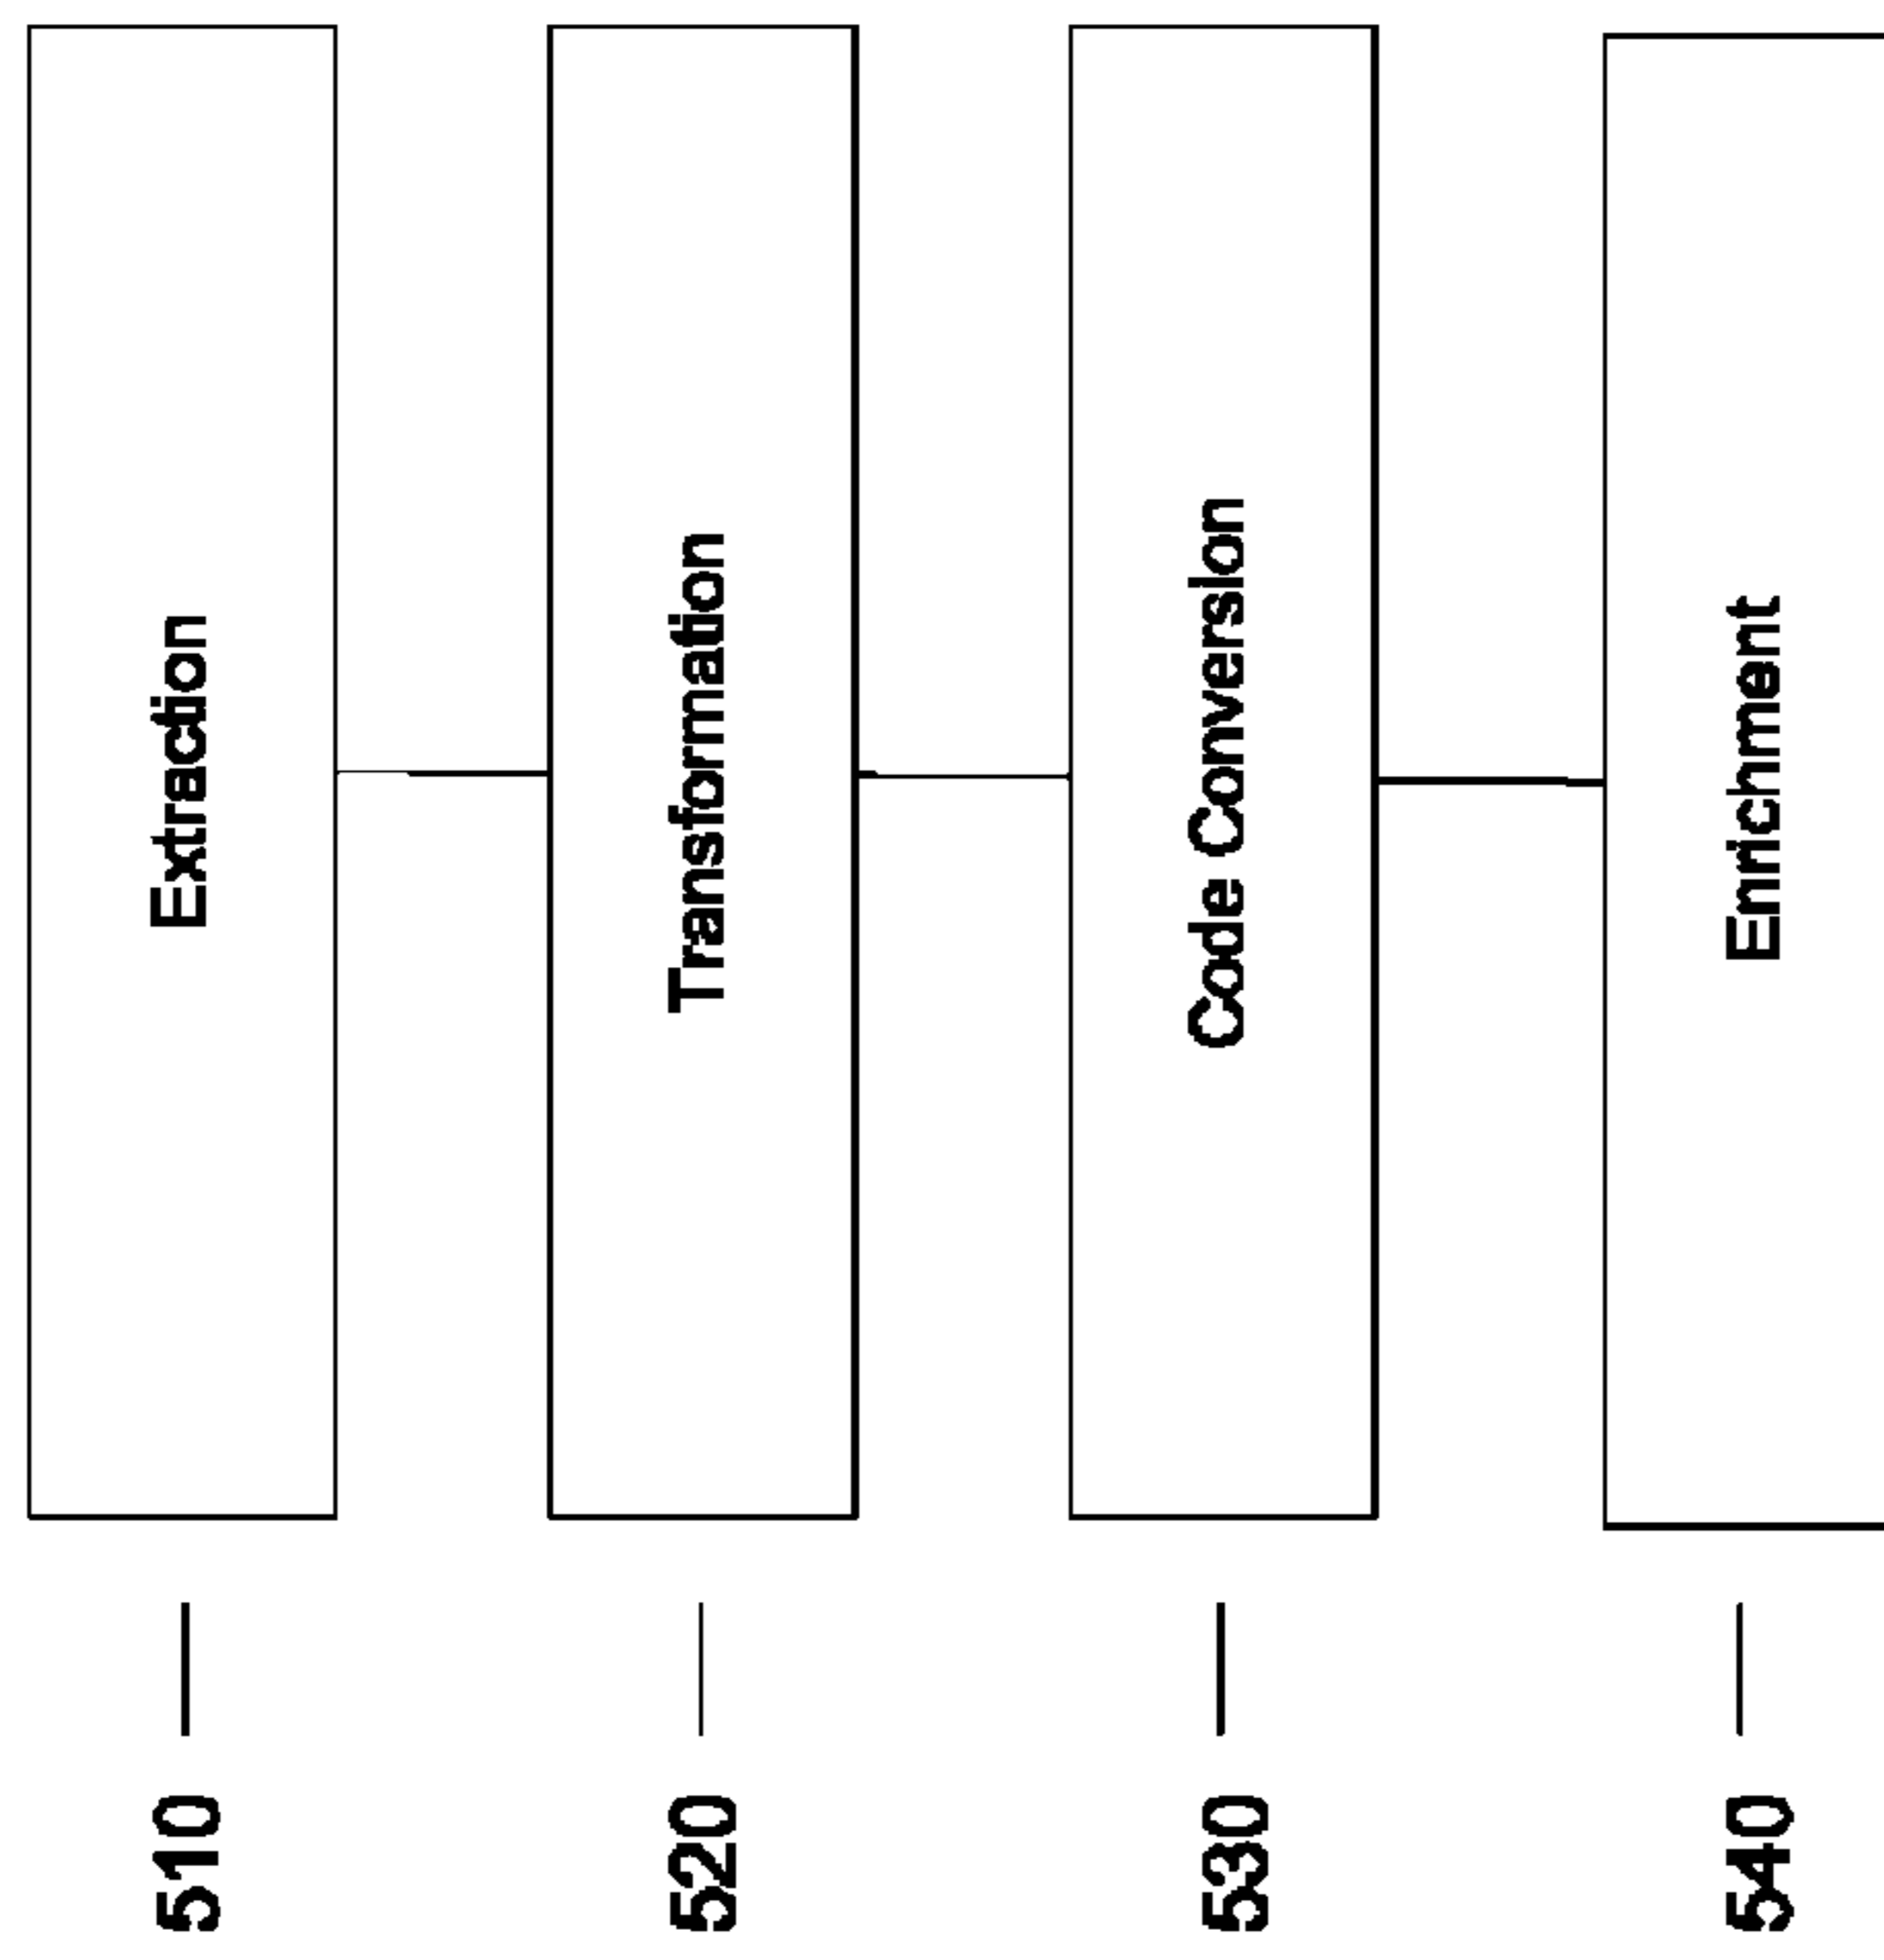 510 Extraction
520 Transformation
530 Code Conversion
540 Enrichment